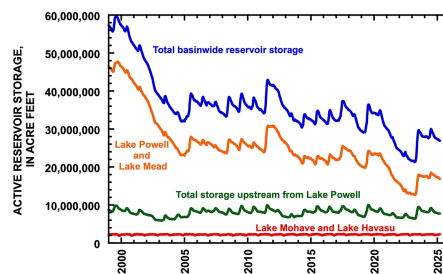 ACTIVE RESERVOIR STORAGE,
IN ACRE FEET
60,000,000
50,000,000
40,000,000
30,000,000
20,000,000
10,000,000
0
Total basinwide reservoir storage
Lake Powell
and
Lake Mead
Total storage upstream from Lake Powell
Lake Mohave and Lake Havasu
2000
2005
2010
2015
2020
2025